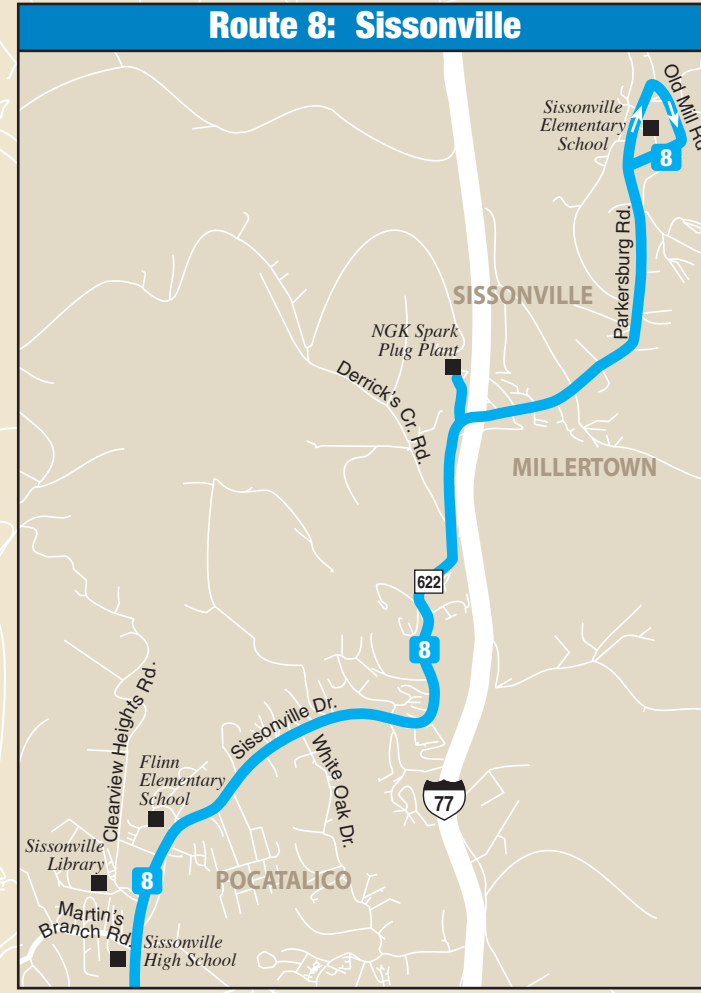 Route 8: Sissonville
Old Mill Rd.
Sissonville
Elementary
School
8
Parkersburg Rd.
SISSONVILLE
NGK Spark
Plug Plant
Derrick's Cr. Rd.
MILLERTOWN
622
8
Sissonville Dr.
White Oak Dr.
Clearview Heights Rd.
77
Flinn
Elementary
School
Sissonville
Library
8
POCATALICO
Martin's
Branch Rd.
Sissonville
High School